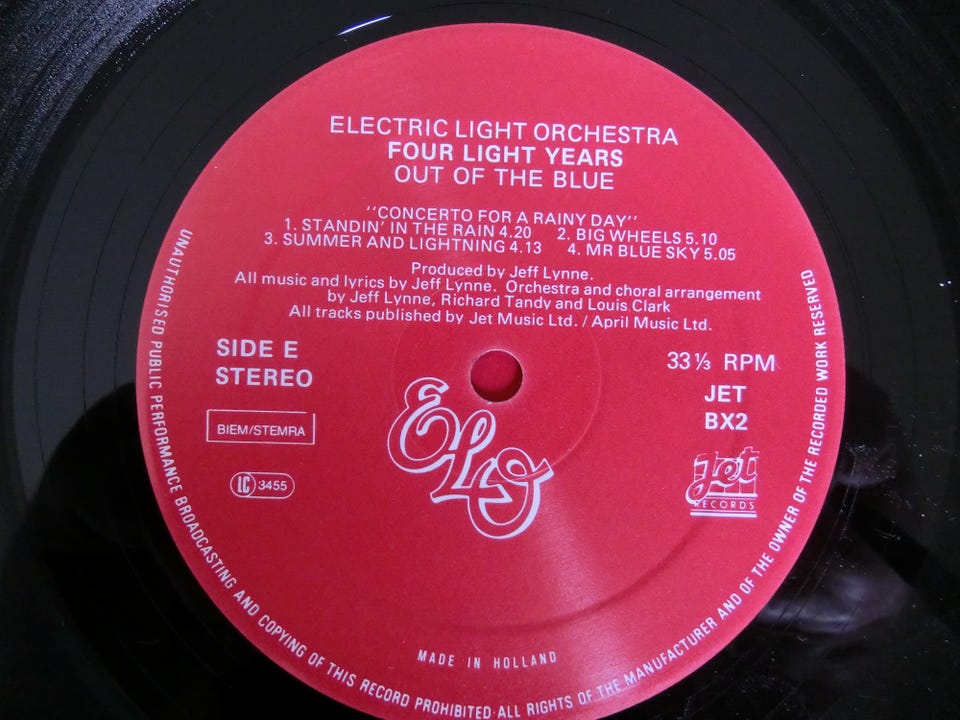 ELECTRIC LIGHT ORCHESTRA
FOUR LIGHT YEARS
OUT OF THE BLUE
"CONCERTO FOR A RAINY DAY"
1. STANDIN' IN THE RAIN 4.20 2. BIG WHEELS 5.10
3. SUMMER AND LIGHTNING 4.13 4. MR BLUE SKY 5.05
Produced by Jeff Lynne.
All music and lyrics by Jeff Lynne. Orchestra and choral arrangement
by Jeff Lynne, Richard Tandy and Louis Clark
All tracks published by Jet Music Ltd. / April Music Ltd.
SIDE E
STEREO
33⅓ RPM
JET
BX2
BIEM/STEMRA
LC 3455
ELO
Jet
RECORDS
MADE IN HOLLAND
UNAUTHORISED PUBLIC PERFORMANCE BROADCASTING AND COPYING OF THIS RECORD PROHIBITED·ALL RIGHTS OF THE MANUFACTURER AND OF THE OWNER OF THE RECORDED WORK RESERVED